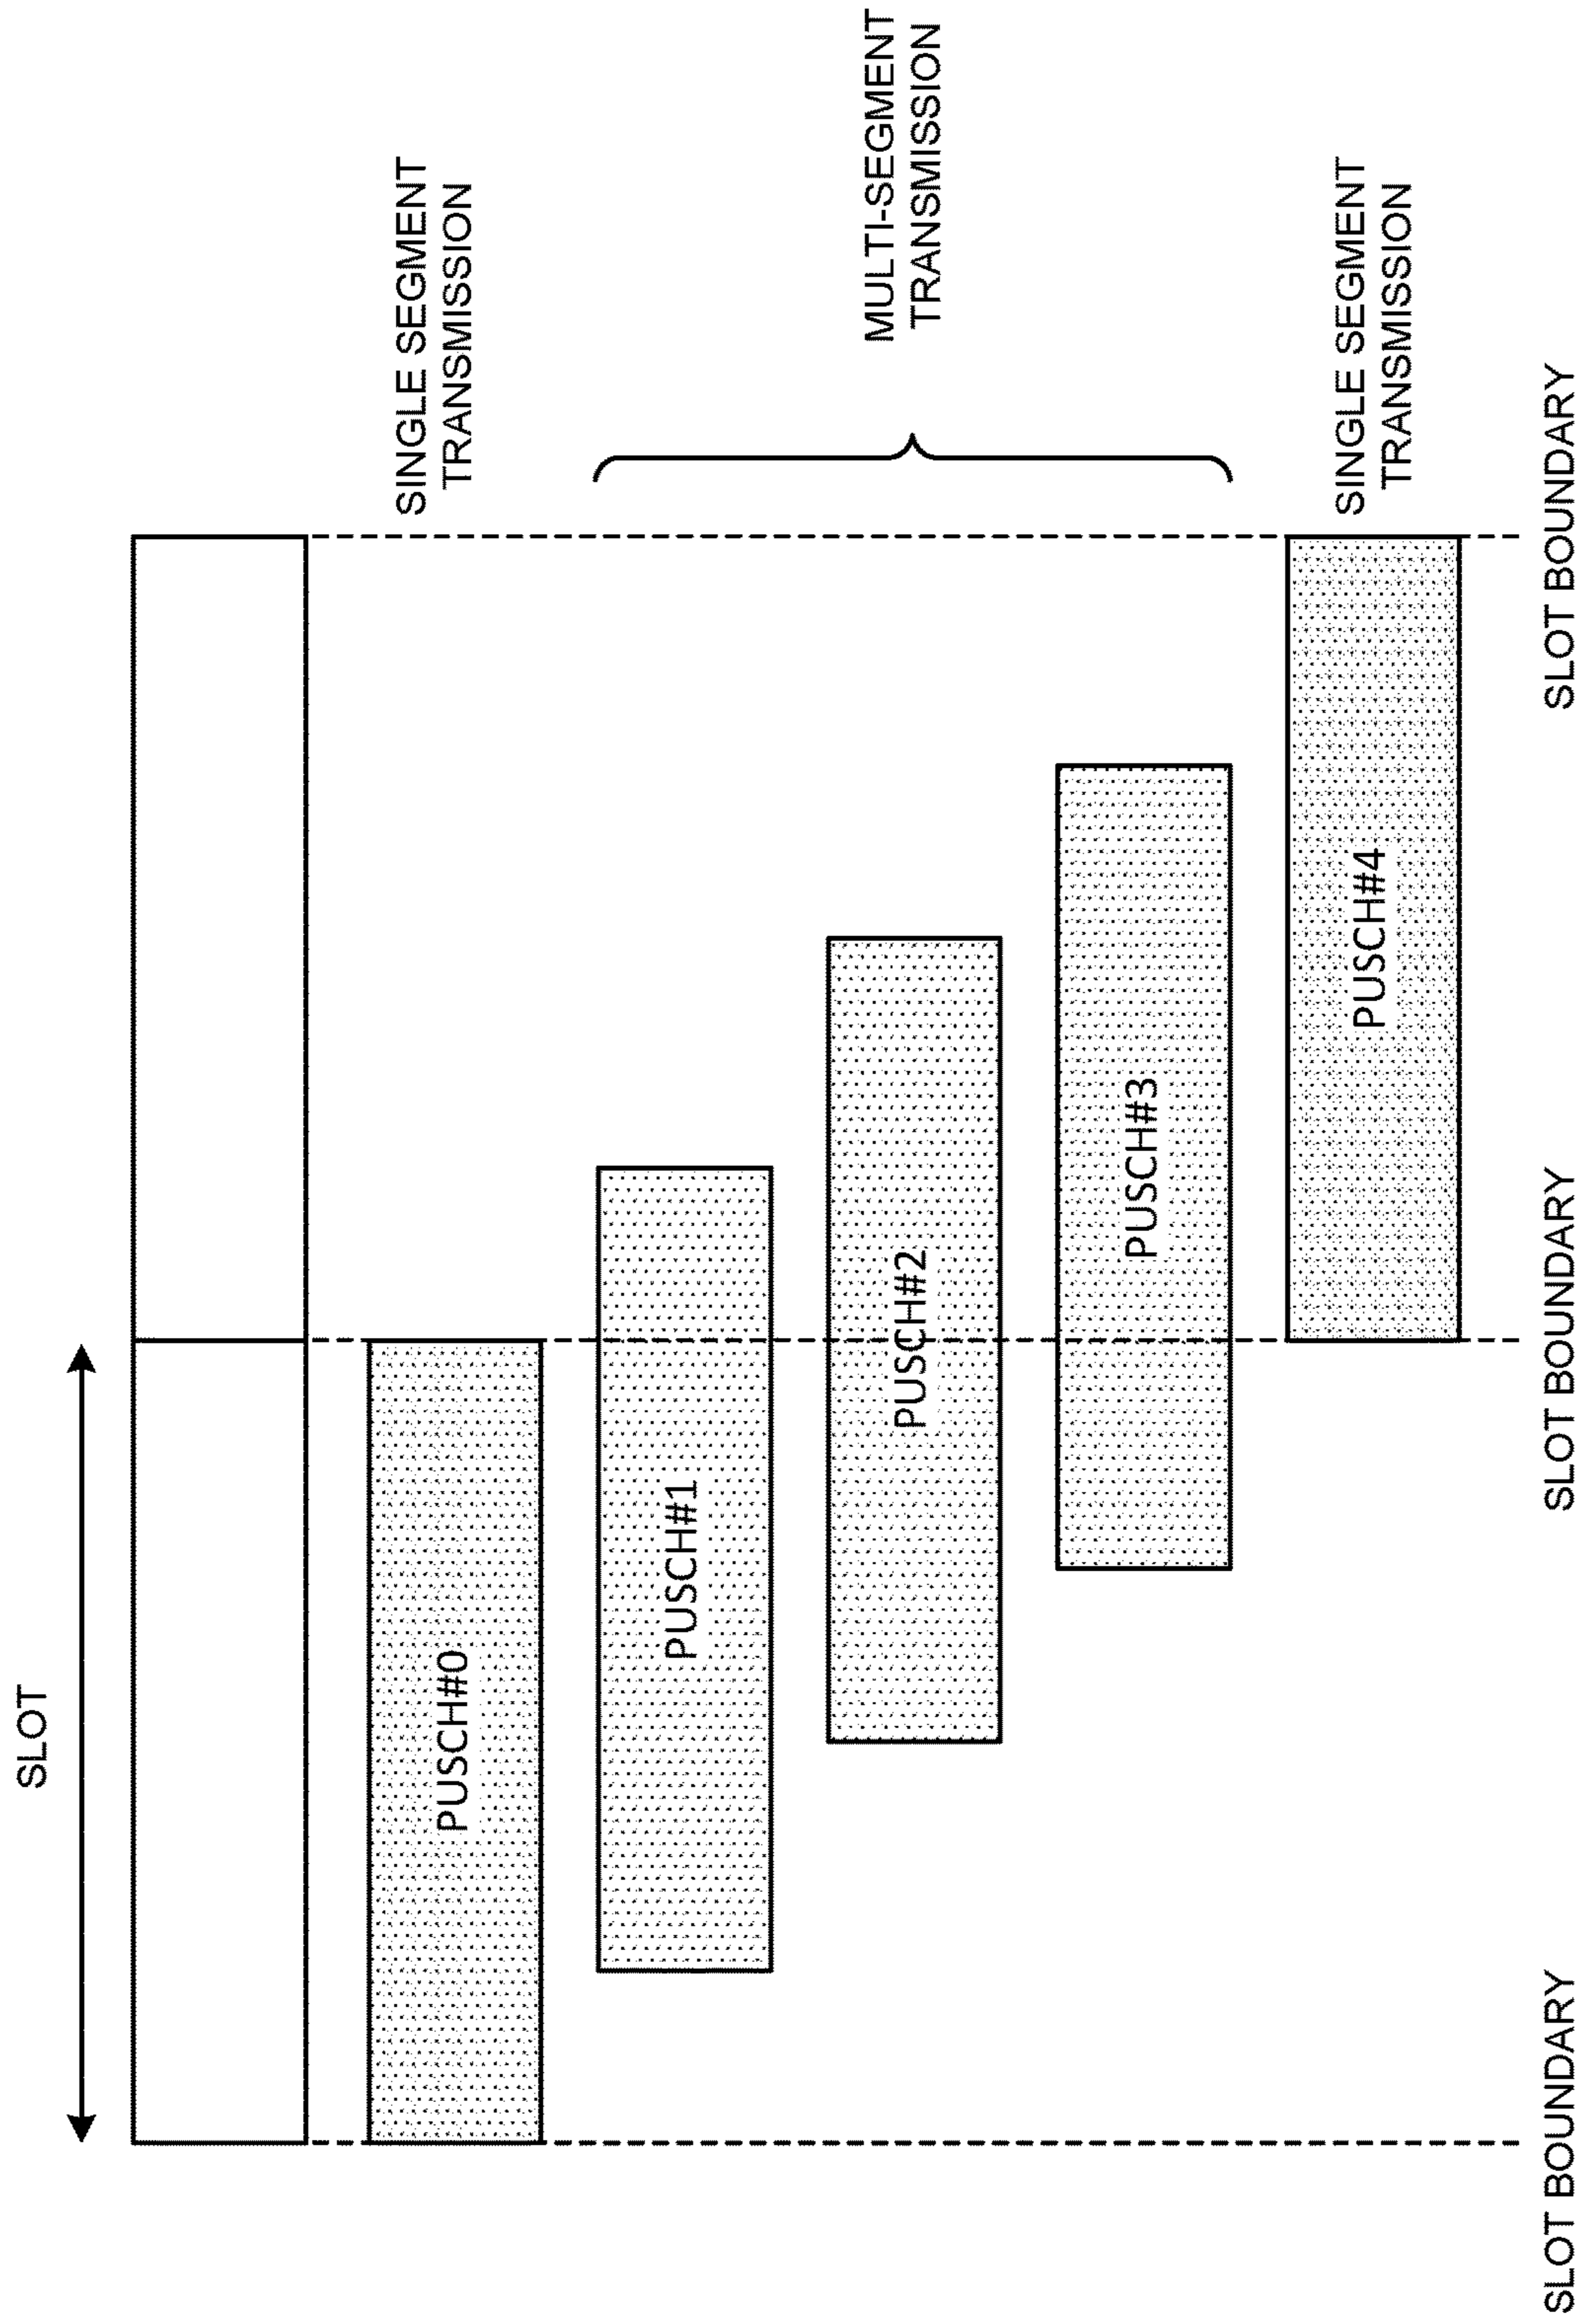 SLOT
PUSCH#0
SINGLE SEGMENT
TRANSMISSION
PUSCH#1
PUSCH#2
MULTI-SEGMENT
TRANSMISSION
PUSCH#3
PUSCH#4
SINGLE SEGMENT
TRANSMISSION
SLOT BOUNDARY
SLOT BOUNDARY
SLOT BOUNDARY